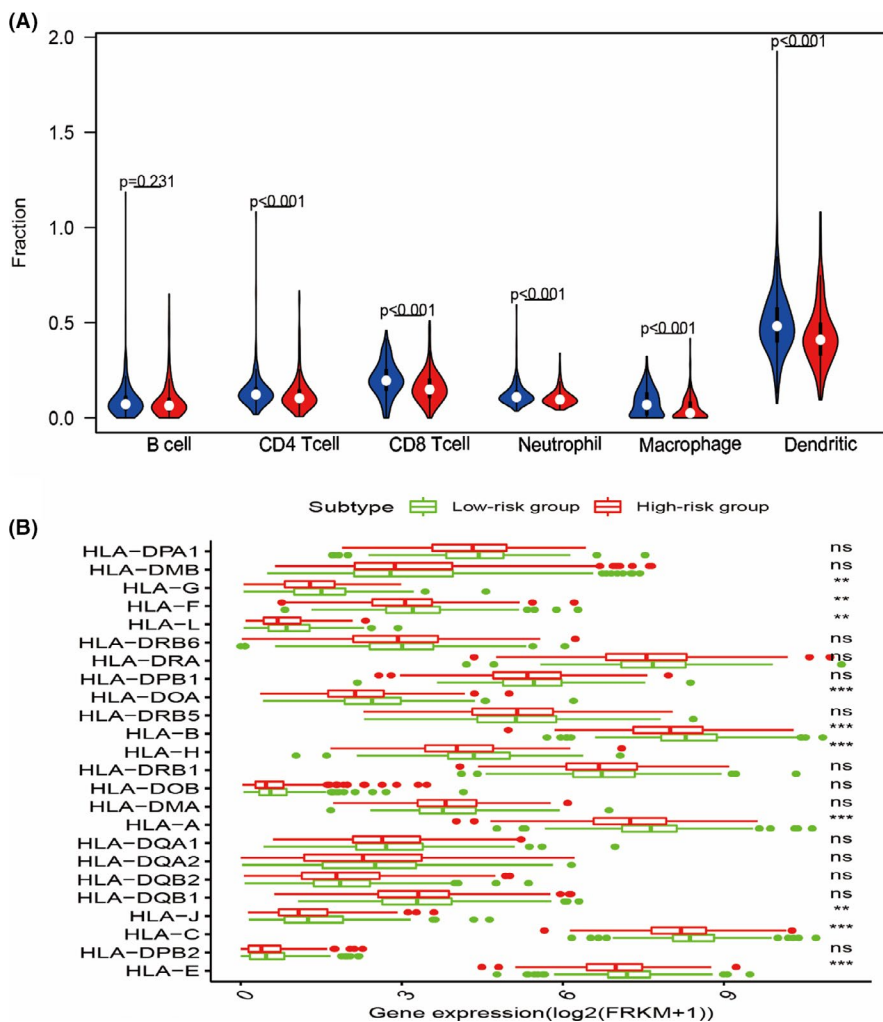 (A)
2.0
1.5
1.0
0.5
0.0
Fraction
p=0.231
p<0.001
p<0.001
p<0.001
p<0.001
p<0.001
B cell
CD4 Tcell
CD8 Tcell
Neutrophil
Macrophage
Dendritic
(B)
Subtype Low-risk group High-risk group
HLA-DPA1 ns
HLA-DMB ns
HLA-G **
HLA-F **
HLA-L **
HLA-DRB6 ns
HLA-DRA ns
HLA-DPB1 ns
HLA-DOA ***
HLA-DRB5 ns
HLA-B ***
HLA-H ***
HLA-DRB1 ns
HLA-DOB ns
HLA-DMA ns
HLA-A ***
HLA-DQA1 ns
HLA-DQA2 ns
HLA-DQB2 ns
HLA-DQB1 ns
HLA-J **
HLA-C ***
HLA-DPB2 ns
HLA-E ***
0 3 6 9
Gene expression(log2(FRKM+1))